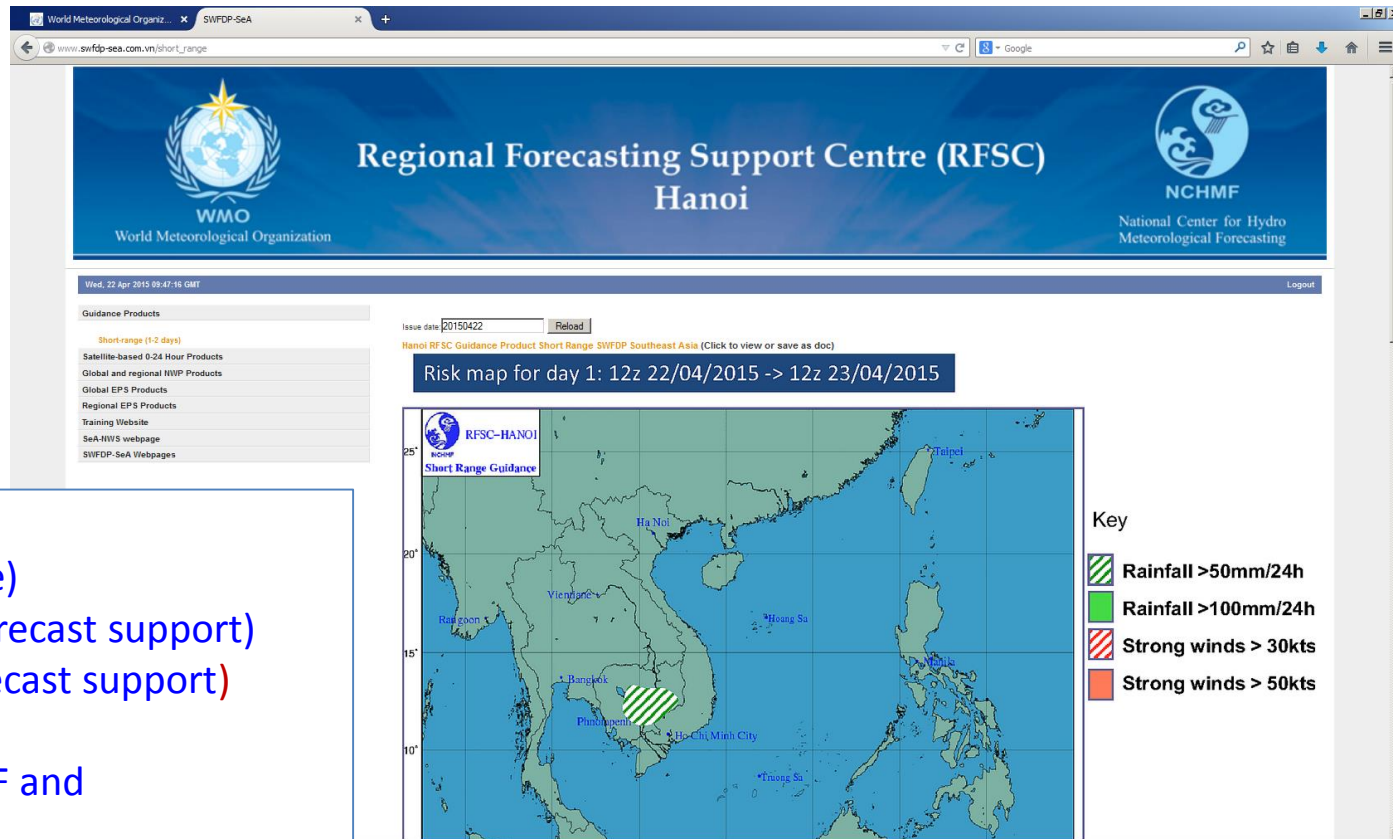 World Meteorological Organiz...
SWFDP-SeA
www.swfdp-sea.com.vn/short_range
Google
WMO
World Meteorological Organization
Regional Forecasting Support Centre (RFSC)
Hanoi
NCHMF
National Center for Hydro
Meteorological Forecasting
Wed, 22 Apr 2015 09:47:16 GMT
Logout
Guidance Products
Short-range (1-2 days)
Satellite-based 0-24 Hour Products
Global and regional NWP Products
Global EPS Products
Regional EPS Products
Training Website
SeA-NWS webpage
SWFDP-SeA Webpages
Issue date: 20150422 Reload
Hanoi RFSC Guidance Product Short Range SWFDP Southeast Asia (Click to view or save as doc)
Risk map for day 1: 12z 22/04/2015 -> 12z 23/04/2015
RFSC-HANOI
NCHMF
Short Range Guidance
25°
Taipei
Ha Noi
20°
Vientiane
Rangoon
Hoang Sa
15°
Manila
Bangkok
Phnompenh
Ho Chi Minh City
10°
Truong Sa
Key
Rainfall >50mm/24h
Rainfall >100mm/24h
Strong winds > 30kts
Strong winds > 50kts
e)
recast support)
ecast support)
F and